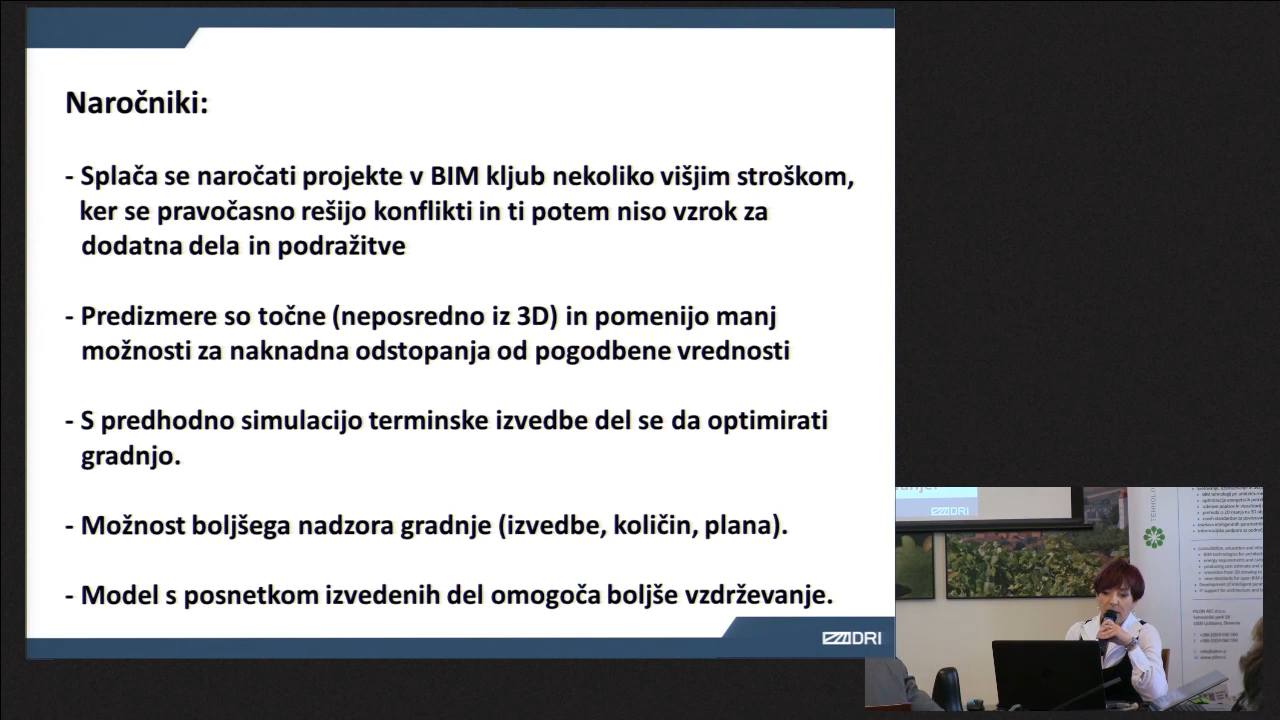 Naročniki:
- Splača se naročati projekte v BIM kljub nekoliko višjim stroškom,
ker se pravočasno rešijo konflikti in ti potem niso vzrok za
dodatna dela in podražitve
- Predizmere so točne (neposredno iz 3D) in pomenijo manj
možnosti za naknadna odstopanja od pogodbene vrednosti
- S predhodno simulacijo terminske izvedbe del se da optimirati
gradnjo.
- Možnost boljšega nadzora gradnje (izvedbe, količin, plana).
- Model s posnetkom izvedenih del omogoča boljše vzdrževanje.
DRI
DRI